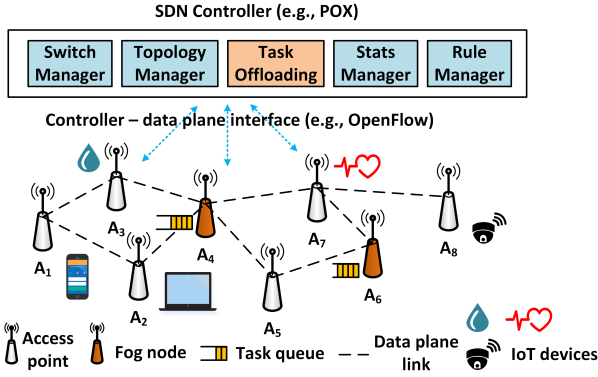 SDN Controller (e.g., POX)
Switch Manager
Topology Manager
Task Offloading
Stats Manager
Rule Manager
Controller – data plane interface (e.g., OpenFlow)
A3
A7
A8
A1
A4
A6
A2
A5
Access point
Fog node
Task queue
Data plane link
IoT devices